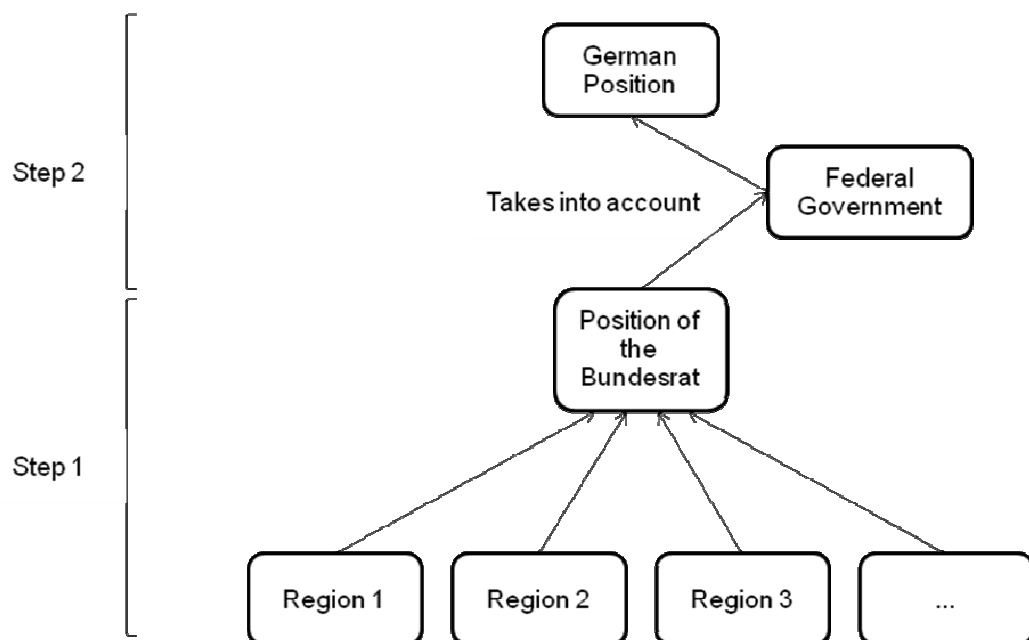 German
Position
Step 2
Federal
Government
Takes into account
Position of
the
Bundesrat
Step 1
Region 1
Region 2
Region 3
...